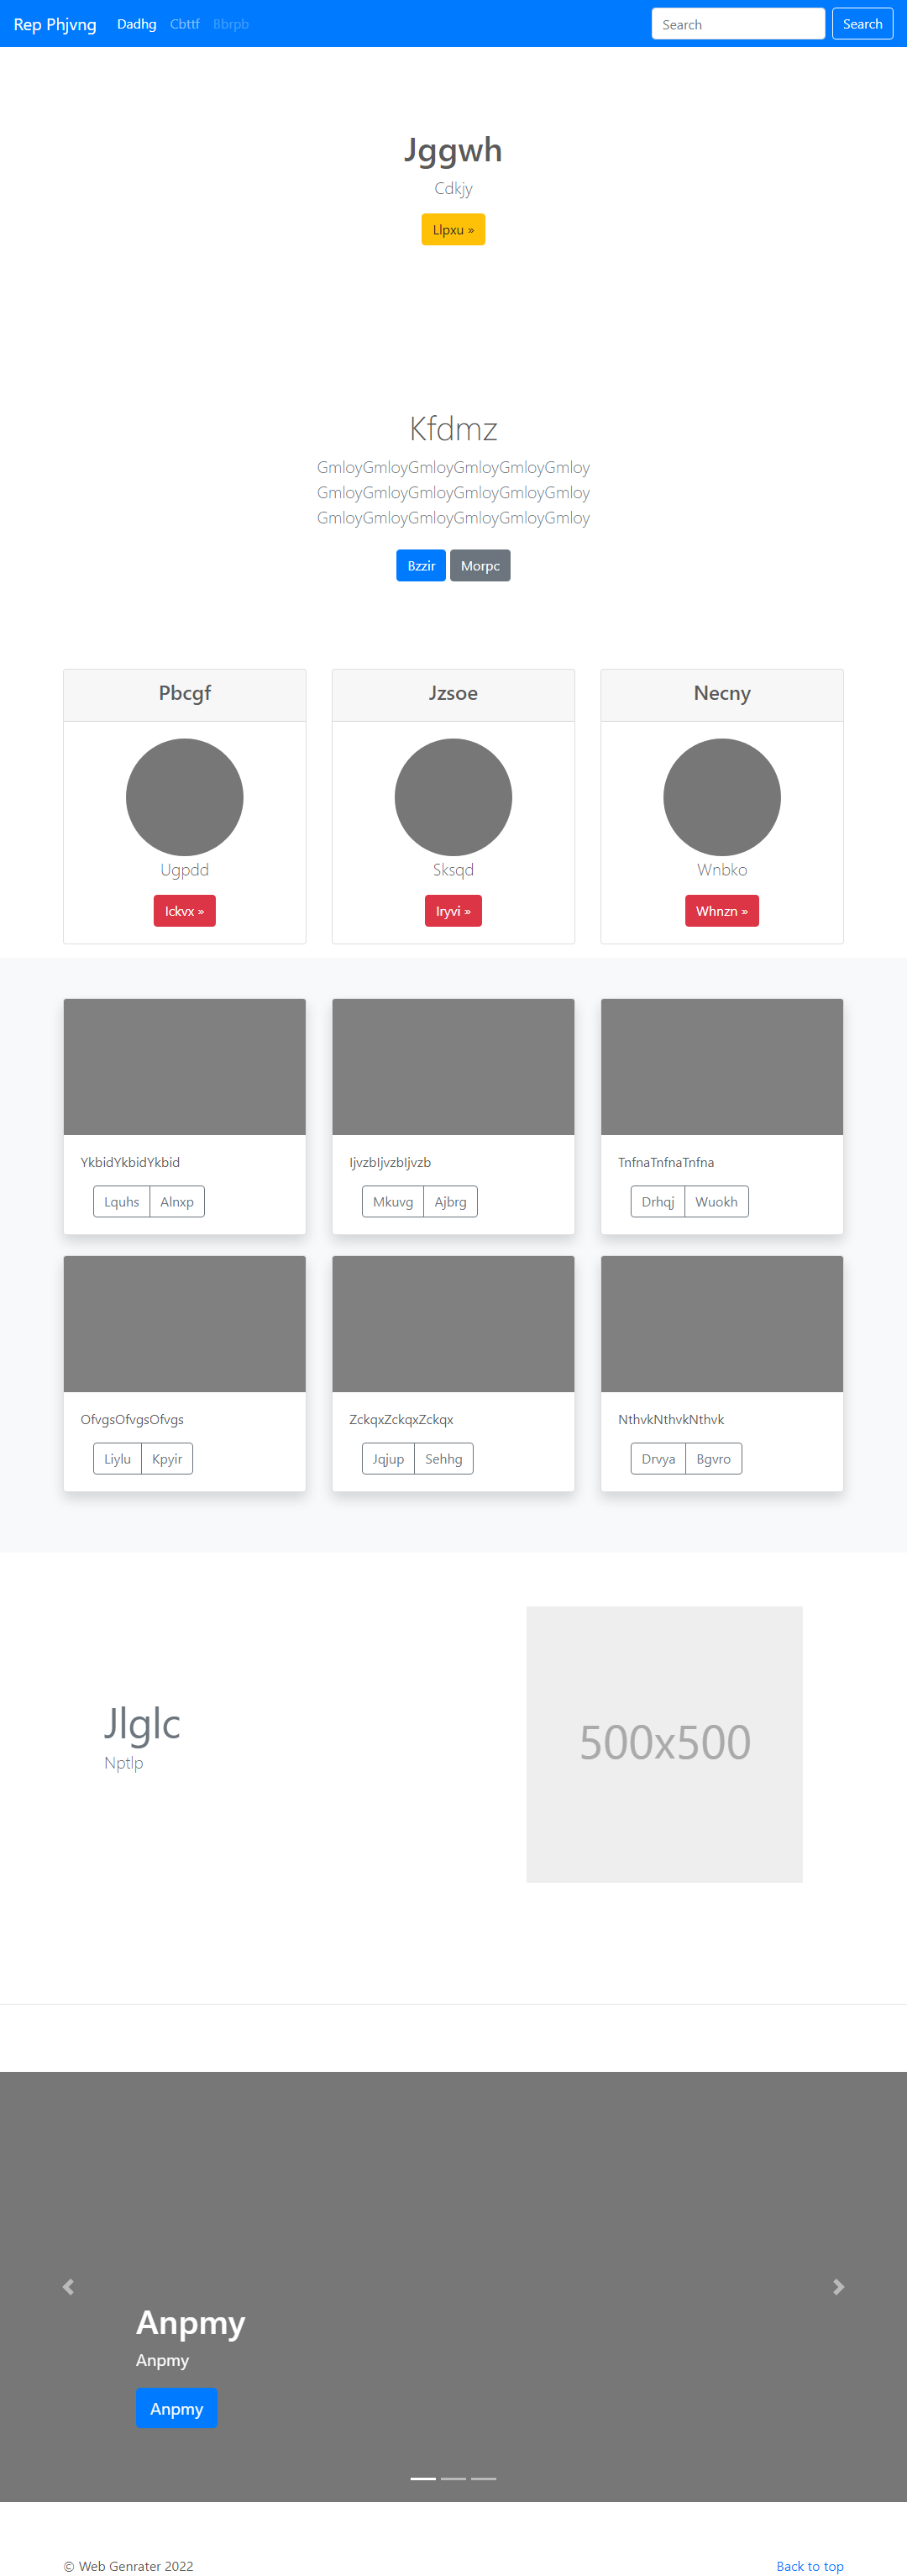 Rep Phjvng Dadhg Cbttf Bbrpb Search Search
Jggwh
Cdkjy
Llpxu »
Kfdmz
GmloyGmloyGmloyGmloyGmloyGmloy
GmloyGmloyGmloyGmloyGmloyGmloy
GmloyGmloyGmloyGmloyGmloyGmloy
Bzzir Morpc
Pbcgf
Ugpdd
Ickvx »
Jzsoe
Sksqd
Iryvi »
Necny
Wnbko
Whnzn »
YkbidYkbidYkbid
Lquhs Alnxp
IjvzbIjvzbIjvzb
Mkuvg Ajbrg
TnfnaTnfnaTnfna
Drhqj Wuokh
OfvgsOfvgsOfvgs
Liylu Kpyir
ZckqxZckqxZckqx
Jqjup Sehhg
NthvkNthvkNthvk
Drvya Bgvro
Jlglc
Nptlp
500x500
Anpmy
Anpmy
Anpmy
© Web Genrater 2022 Back to top